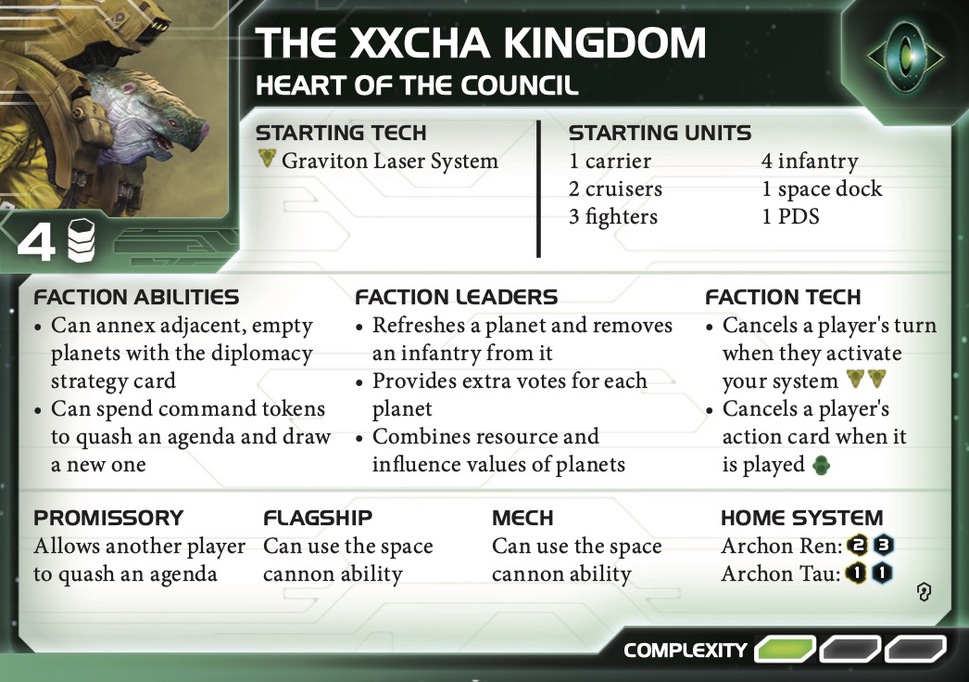 THE XXCHA KINGDOM
HEART OF THE COUNCIL
4
STARTING TECH
Graviton Laser System
STARTING UNITS
1 carrier
2 cruisers
3 fighters
4 infantry
1 space dock
1 PDS
FACTION ABILITIES
• Can annex adjacent, empty
planets with the diplomacy
strategy card
• Can spend command tokens
to quash an agenda and draw
a new one
FACTION LEADERS
• Refreshes a planet and removes
an infantry from it
• Provides extra votes for each
planet
• Combines resource and
influence values of planets
FACTION TECH
• Cancels a player's turn
when they activate
your system
• Cancels a player's
action card when it
is played
PROMISSORY
Allows another player
to quash an agenda
FLAGSHIP
Can use the space
cannon ability
MECH
Can use the space
cannon ability
HOME SYSTEM
Archon Ren: 2 3
Archon Tau: 1 1
COMPLEXITY